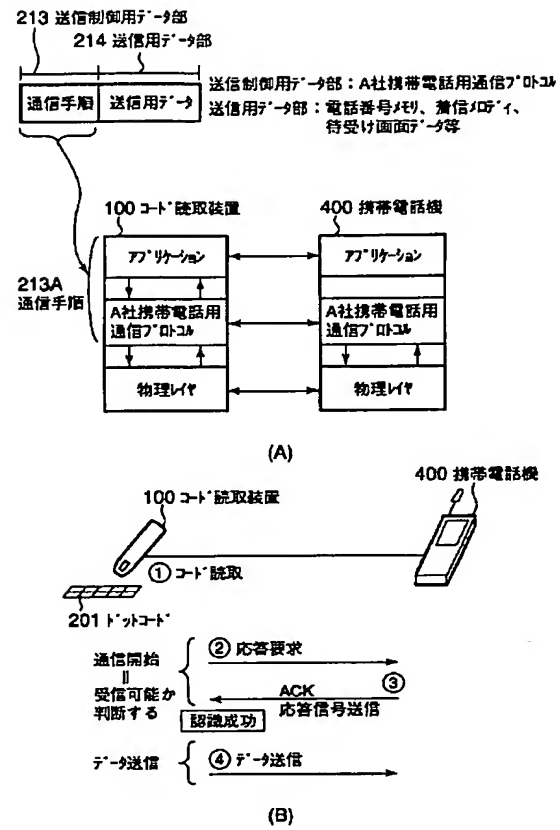 213 送信制御用データ部
214 送信用データ部
通信手順 送信用データ
送信制御用データ部：A社携帯電話用通信プロトコル
送信用データ部：電話番号メモリ、着信メロディ、
待受け画面データ等
100 コード読取装置
400 携帯電話機
アプリケーション
アプリケーション
213A
通信手順
A社携帯電話用
通信プロトコル
A社携帯電話用
通信プロトコル
物理レイヤ
物理レイヤ
(A)
100 コード読取装置
400 携帯電話機
① コード読取
201 ドットコード
通信開始
||
受信可能か
判断する
② 応答要求
ACK
③
応答信号送信
認識成功
データ送信
④ データ送信
(B)